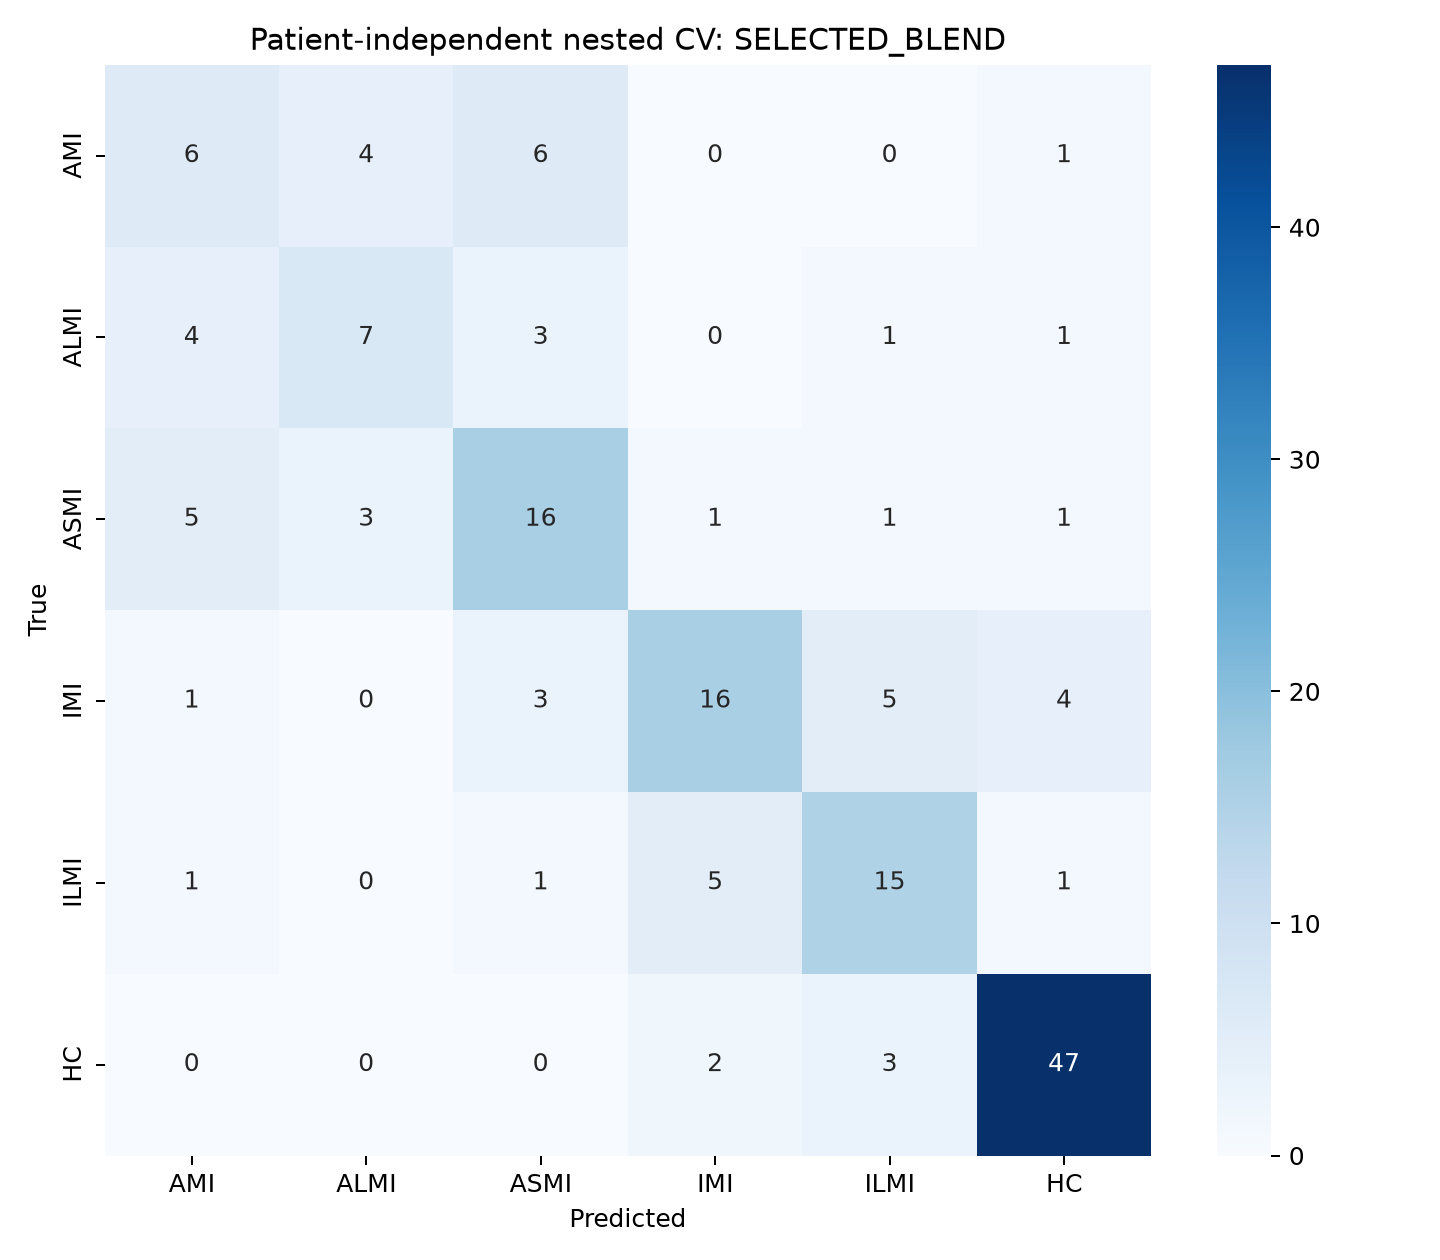 Patient-independent nested CV: SELECTED_BLEND
AMI 6 4 6 0 0 1
ALMI 4 7 3 0 1 1
ASMI 5 3 16 1 1 1
IMI 1 0 3 16 5 4
ILMI 1 0 1 5 15 1
HC 0 0 0 2 3 47
True
AMI ALMI ASMI IMI ILMI HC
Predicted
40
30
20
10
0